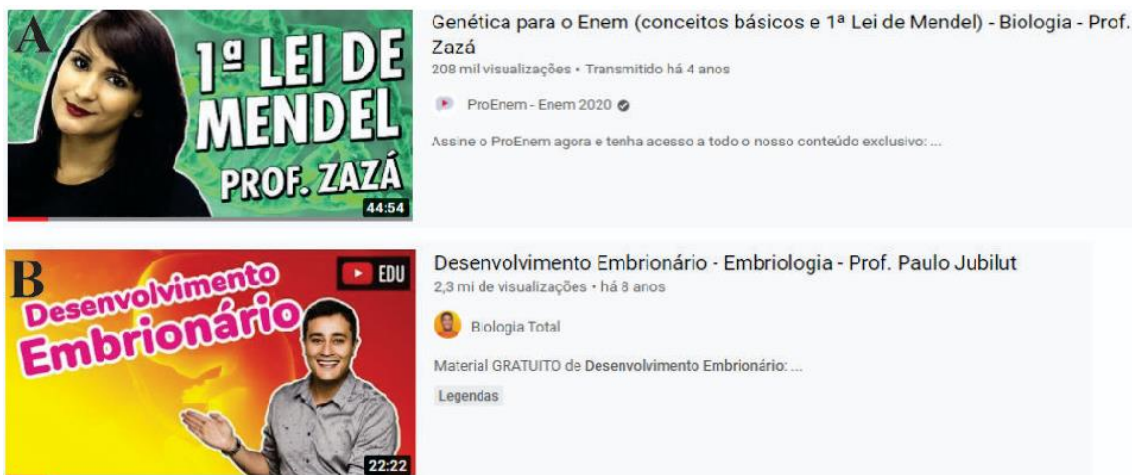 A
1ª LEI DE
MENDEL
PROF. ZAZÁ
44:54
Genética para o Enem (conceitos básicos e 1ª Lei de Mendel) - Biologia - Prof.
Zazá
208 mil visualizações • Transmitido há 4 anos
ProEnem - Enem 2020
Assine o ProEnem agora e tenha acesso a todo o nosso conteúdo exclusivo: ...
B
Desenvolvimento
Embrionário
EDU
22:22
Desenvolvimento Embrionário - Embriologia - Prof. Paulo Jubilut
2,3 mi de visualizações • há 8 anos
Biologia Total
Material GRATUITO de Desenvolvimento Embrionário: ...
Legendas